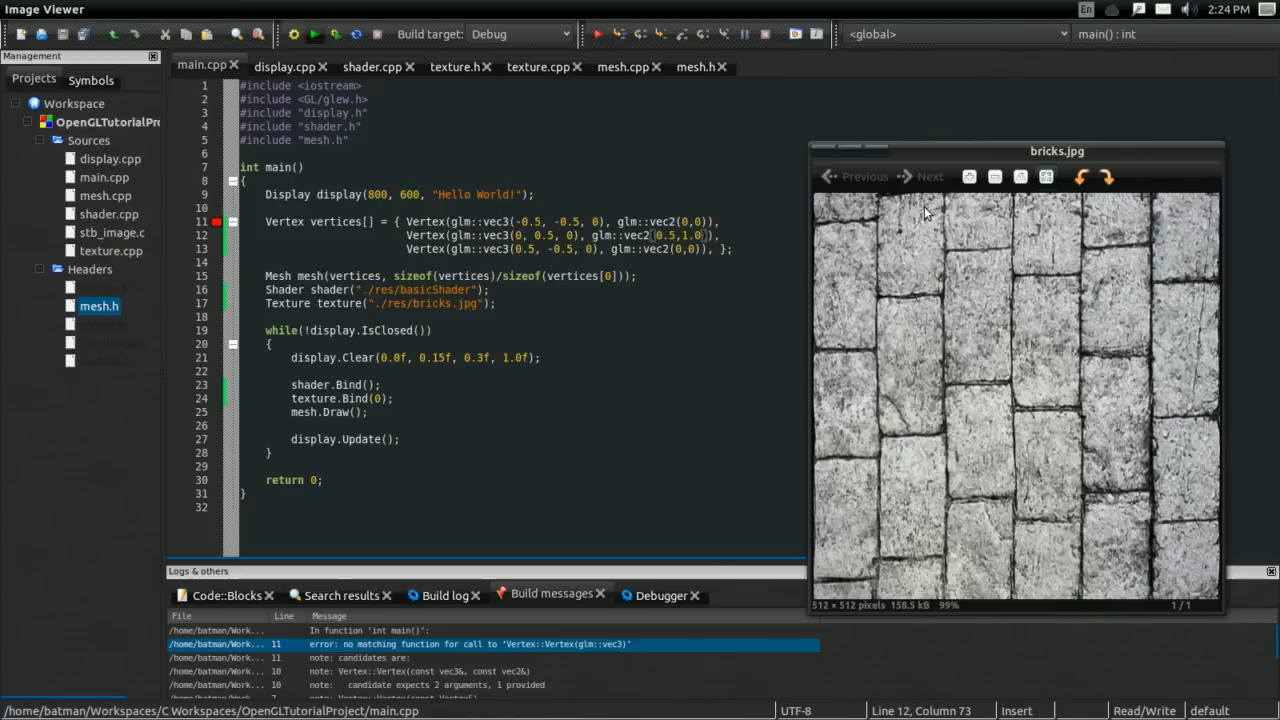 Image Viewer
En
2:24 PM
Build target: Debug
<global>
main() : int
Management
Projects
Symbols
main.cpp
display.cpp
shader.cpp
texture.h
texture.cpp
mesh.cpp
mesh.h
Workspace
OpenGLTutorialPro
Sources
display.cpp
main.cpp
mesh.cpp
shader.cpp
stb_image.c
texture.cpp
Headers
mesh.h
1 #include <iostream>
2 #include <GL/glew.h>
3 #include "display.h"
4 #include "shader.h"
5 #include "mesh.h"
6
7 int main()
8 {
9 Display display(800, 600, "Hello World!");
10
11 Vertex vertices[] = { Vertex(glm::vec3(-0.5, -0.5, 0), glm::vec2(0,0)),
12 Vertex(glm::vec3(0, 0.5, 0), glm::vec2(0.5,1.0)),
13 Vertex(glm::vec3(0.5, -0.5, 0), glm::vec2(0,0)), };
14
15 Mesh mesh(vertices, sizeof(vertices)/sizeof(vertices[0]));
16 Shader shader("./res/basicShader");
17 Texture texture("./res/bricks.jpg");
18
19 while(!display.IsClosed())
20 {
21 display.Clear(0.0f, 0.15f, 0.3f, 1.0f);
22
23 shader.Bind();
24 texture.Bind(0);
25 mesh.Draw();
26
27 display.Update();
28 }
29
30 return 0;
31 }
32
bricks.jpg
Previous
Next
512 × 512 pixels 158.5 kB 99%
1 / 1
Logs & others
Code::Blocks
Search results
Build log
Build messages
Debugger
File Line Message
/home/batman/Work... In function 'int main()':
/home/batman/Work... 11 error: no matching function for call to 'Vertex::Vertex(glm::vec3)'
/home/batman/Work... 11 note: candidates are:
/home/batman/Work... 10 note: Vertex::Vertex(const vec3&, const vec2&)
/home/batman/Work... 10 note: candidate expects 2 arguments, 1 provided
/home/batman/Workspaces/C Workspaces/OpenGLTutorialProject/main.cpp
UTF-8
Line 12, Column 73
Insert
Read/Write
default